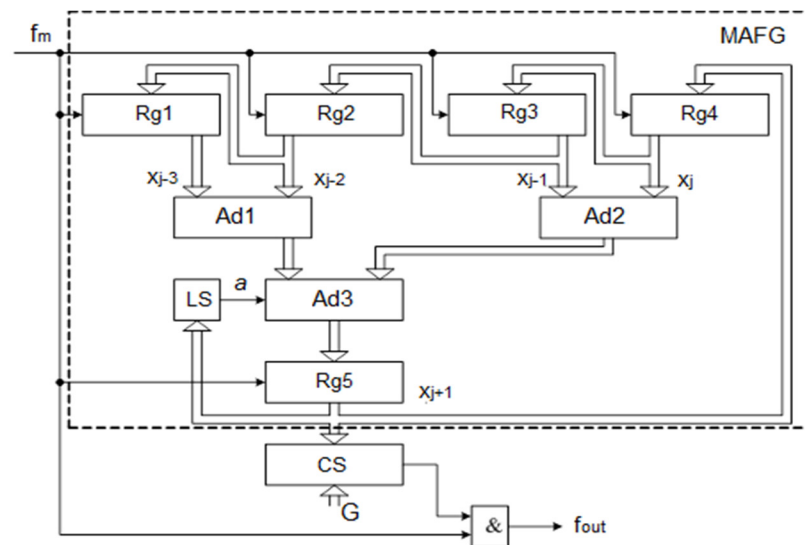 fm MAFG
Rg1 Rg2 Rg3 Rg4
xj-3 xj-2 xj-1 xj
Ad1 Ad2
LS a Ad3
Rg5
xj+1
CS
G
& fout